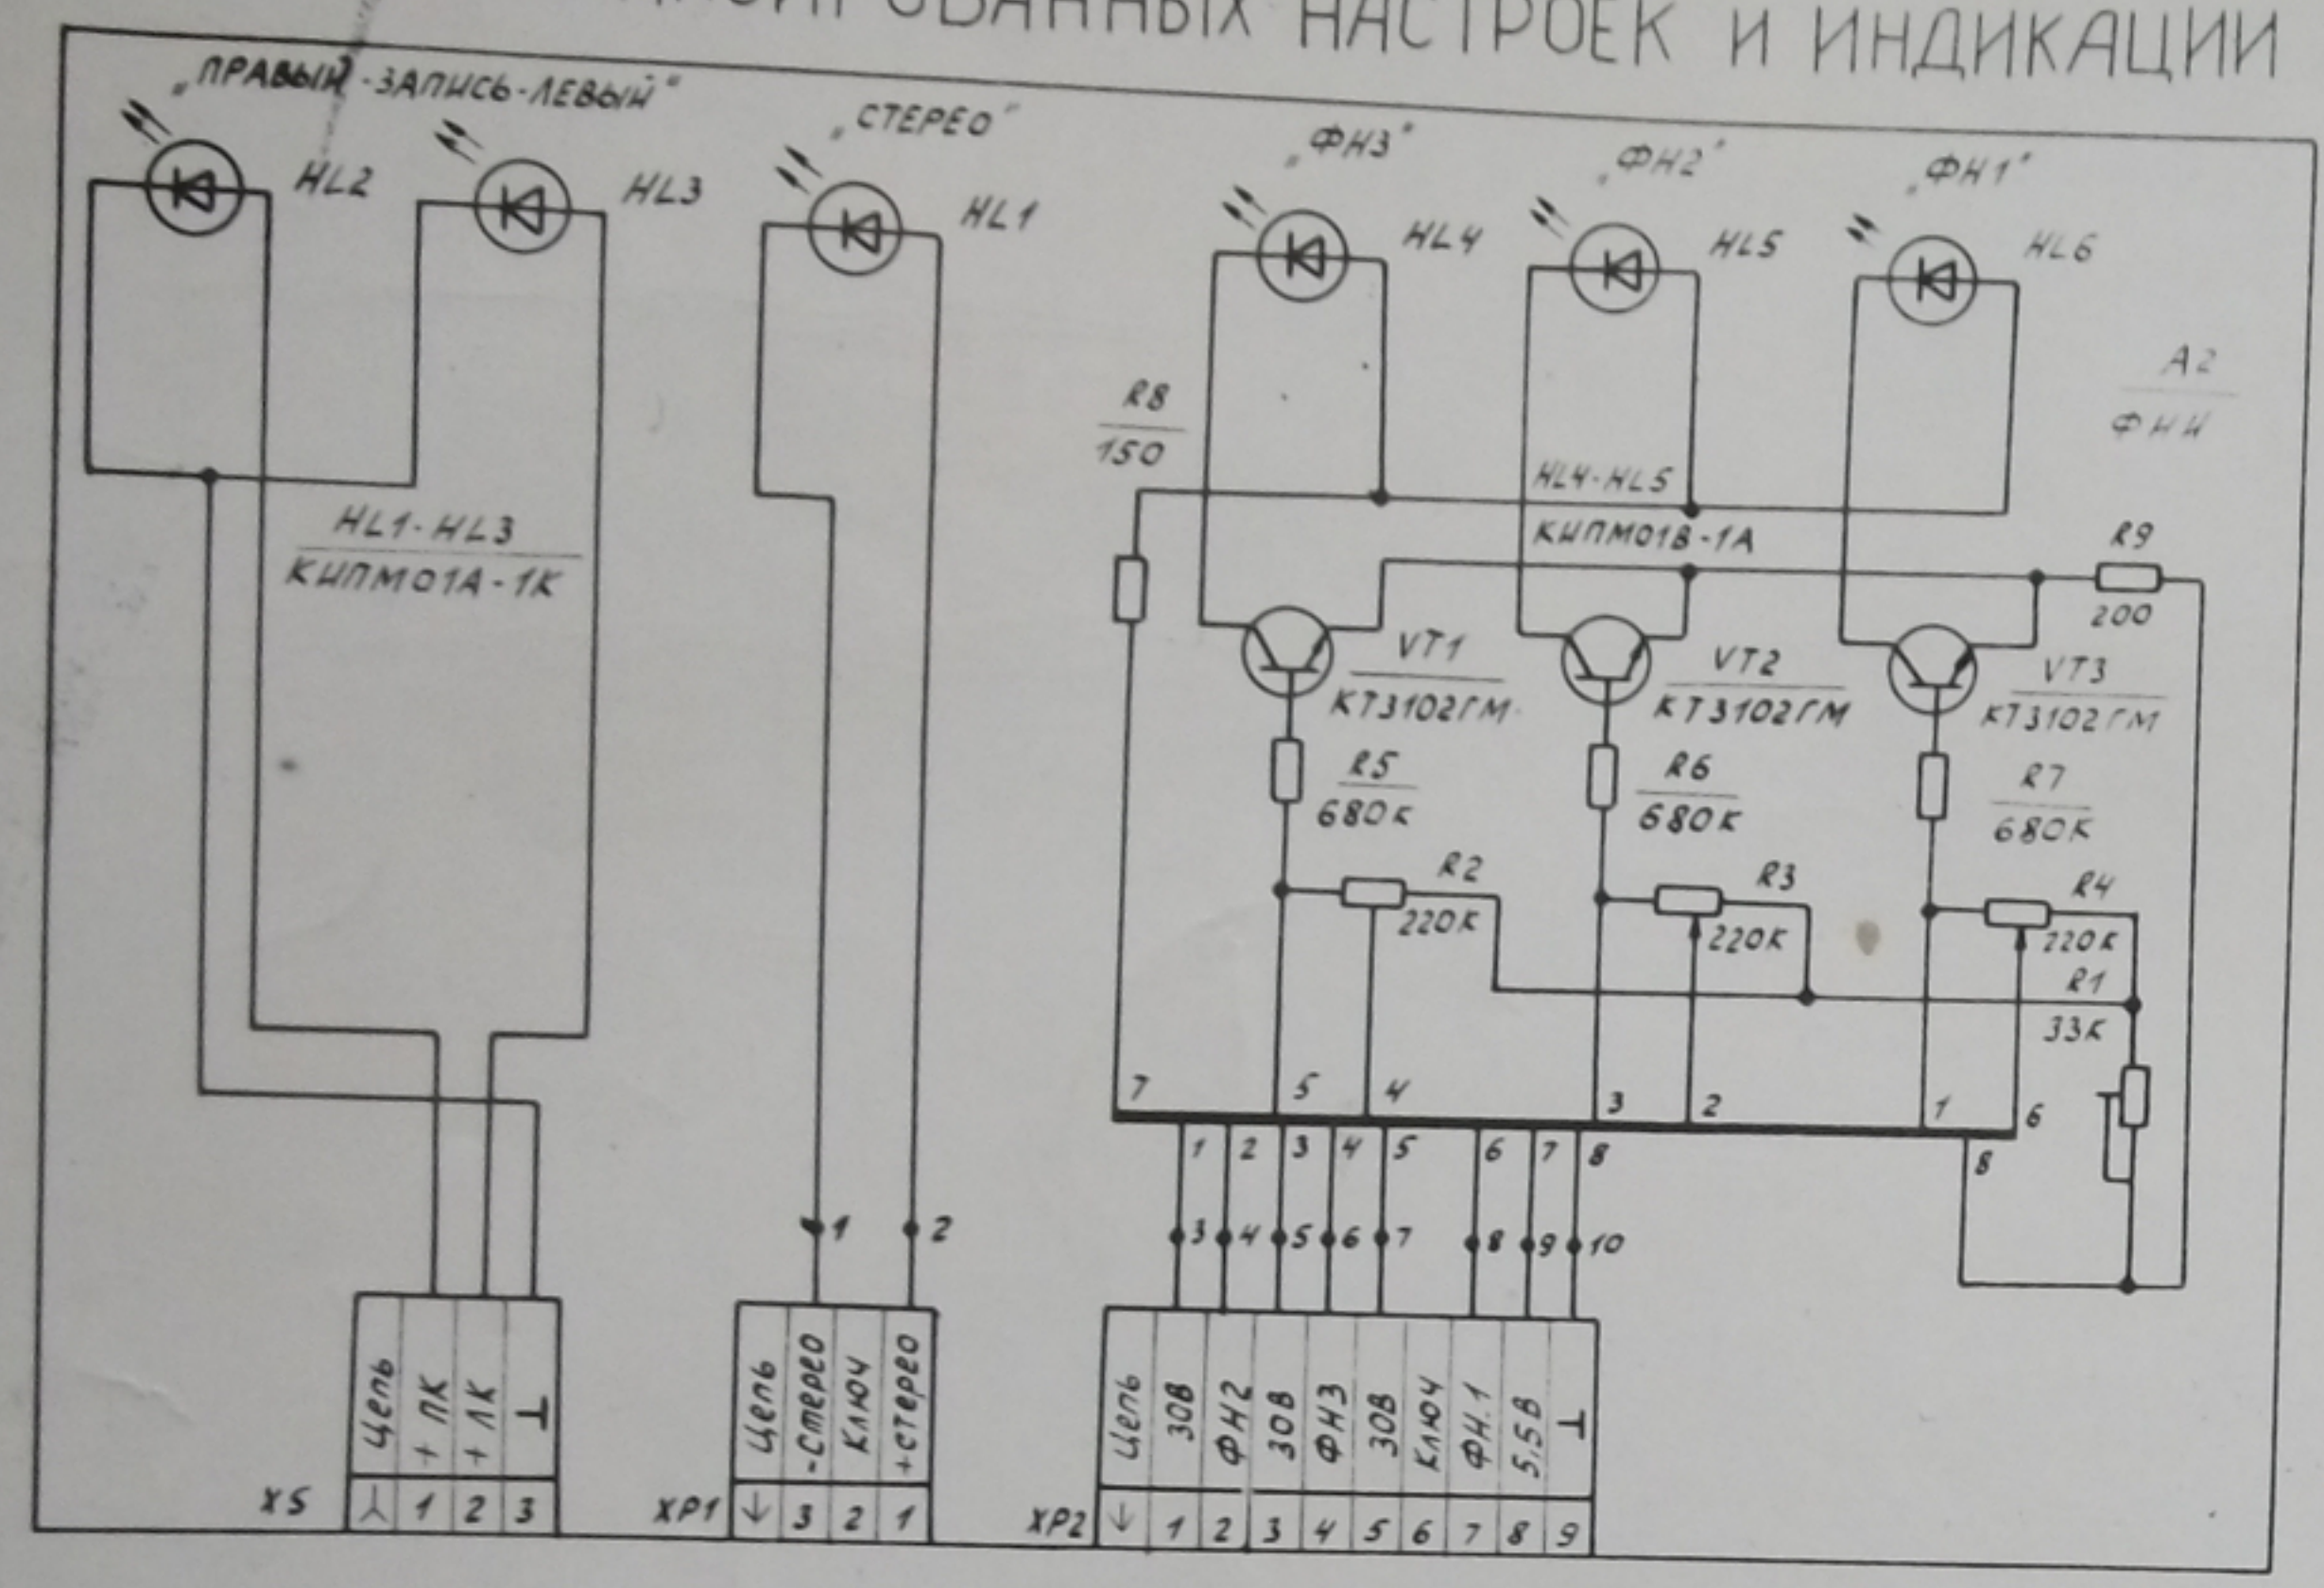 НАСТРОЕК И ИНДИКАЦИИ
„ПРАВЫЙ-ЗАПИСЬ-ЛЕВЫЙ"
„СТЕРЕО"
„ФН3"
„ФН2"
„ФН1"
HL2
HL3
HL1
HL4
HL5
HL6
A2
ФНИ
R8
150
HL4-HL5
КИПМ01В-1А
HL1-HL3
КИПМ01А-1К
R9
200
VT1
КТ3102ГМ
VT2
КТ3102ГМ
VT3
КТ3102ГМ
R5
680К
R6
680К
R7
680К
R2
220К
R3
220К
R4
220К
R1
33К
7 5 4 3 2 1 6
1 2 3 4 5 6 7 8 8
1 2
3 4 5 6 7 8 9 10
Цепь
+ ПК
+ ЛК
⊥
XS 1 2 3
Цепь
-Стерео
Ключ
+стерео
XP1 ↓ 3 2 1
Цепь
30В
ФН2
30В
ФН3
30В
Ключ
ФН.1
5,5В
⊥
XP2 ↓ 1 2 3 4 5 6 7 8 9